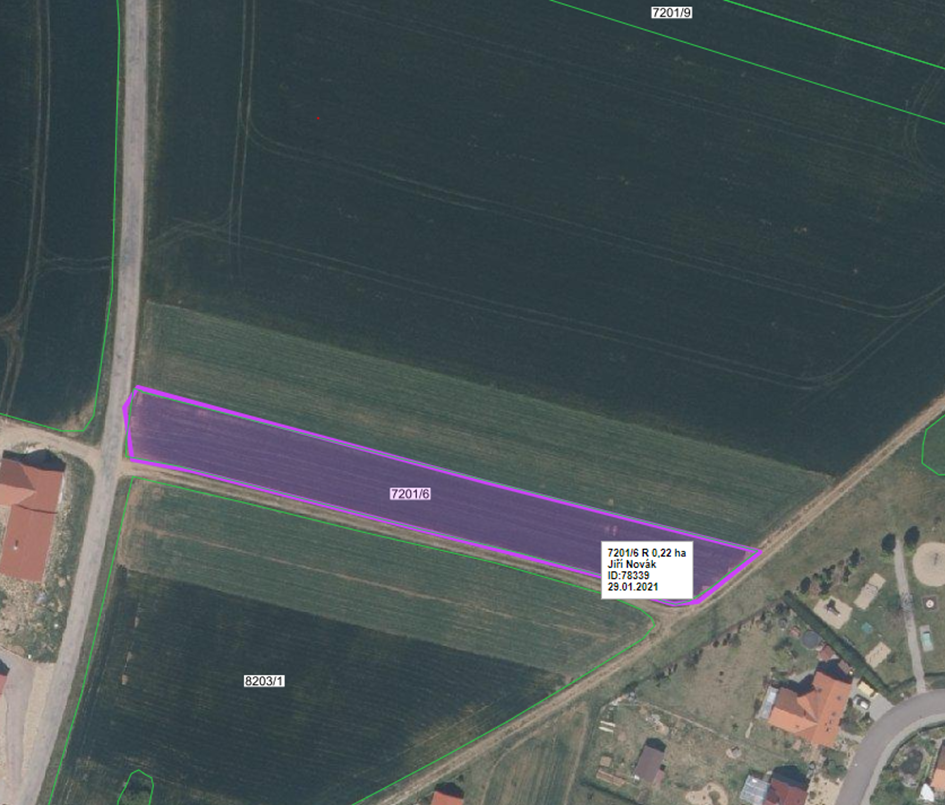 7201/9
7201/6
7201/6 R 0,22 ha
Jiří Novák
ID:78339
29.01.2021
8203/1